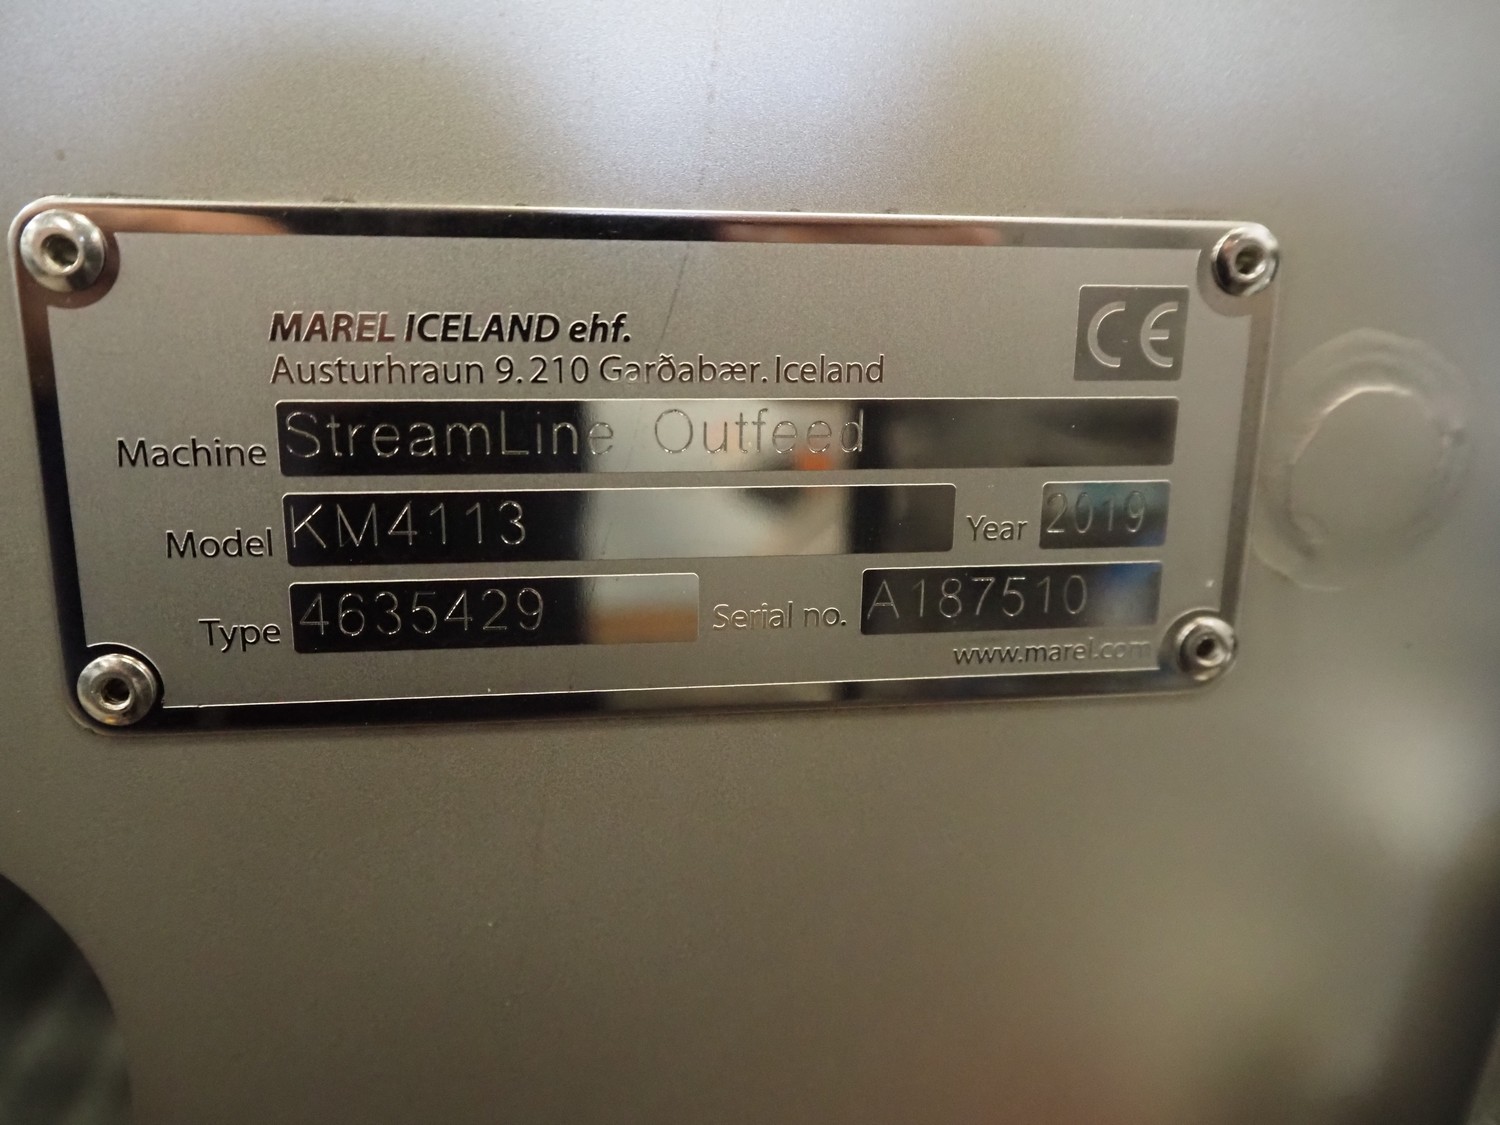 MAREL ICELAND ehf.
Austurhraun 9. 210 Garðabær. Iceland
CE
Machine StreamLine Outfeed
Model KM4113 Year 2019
Type 4635429 Serial no. A187510
www.marel.com